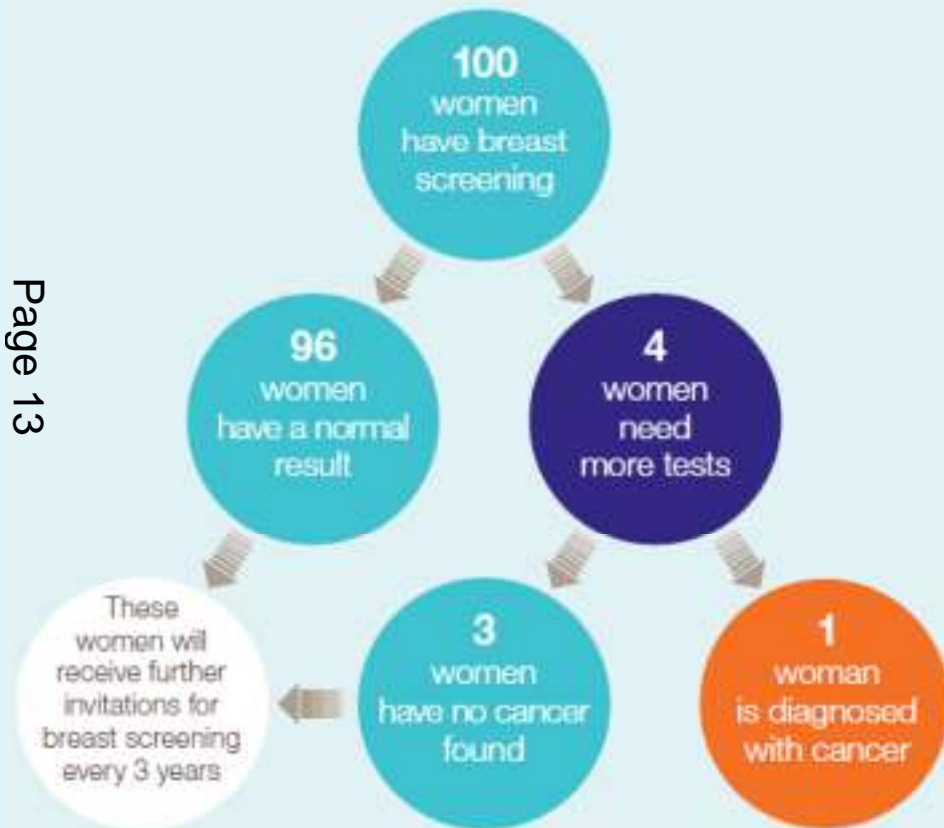 100
women
have breast
screening
Page 13
96
women
have a normal
result
4
women
need
more tests
These
women will
receive further
invitations for
breast screening
every 3 years
3
women
have no cancer
found
1
woman
is diagnosed
with cancer